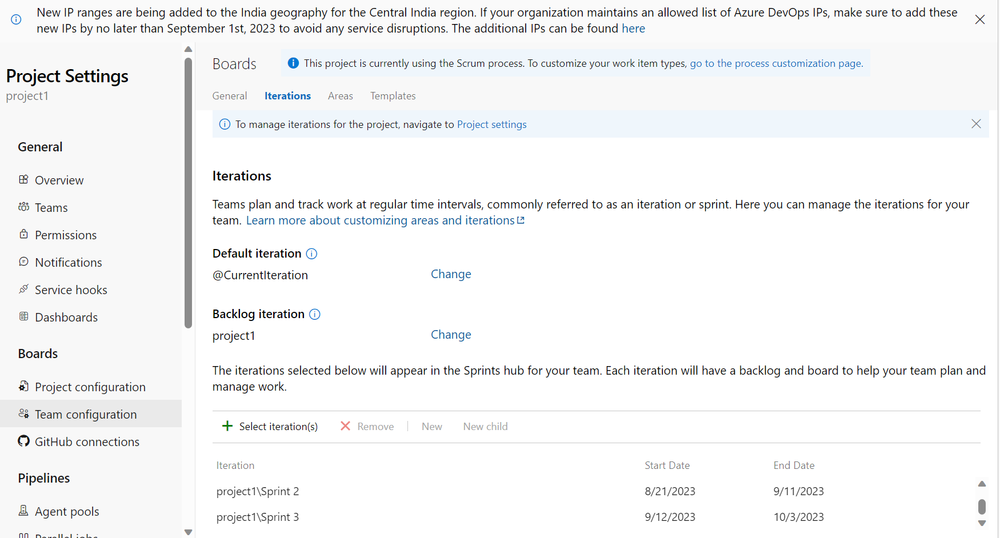 New IP ranges are being added to the India geography for the Central India region. If your organization maintains an allowed list of Azure DevOps IPs, make sure to add these
new IPs by no later than September 1st, 2023 to avoid any service disruptions. The additional IPs can be found here
Project Settings
project1
General
Overview
Teams
Permissions
Notifications
Service hooks
Dashboards
Boards
Project configuration
Team configuration
GitHub connections
Pipelines
Agent pools
Parallel jobs
Boards
This project is currently using the Scrum process. To customize your work item types, go to the process customization page.
General Iterations Areas Templates
To manage iterations for the project, navigate to Project settings
Iterations
Teams plan and track work at regular time intervals, commonly referred to as an iteration or sprint. Here you can manage the iterations for your
team. Learn more about customizing areas and iterations
Default iteration
@CurrentIteration Change
Backlog iteration
project1 Change
The iterations selected below will appear in the Sprints hub for your team. Each iteration will have a backlog and board to help your team plan and
manage work.
Select iteration(s) Remove New New child
Iteration Start Date End Date
project1\Sprint 2 8/21/2023 9/11/2023
project1\Sprint 3 9/12/2023 10/3/2023